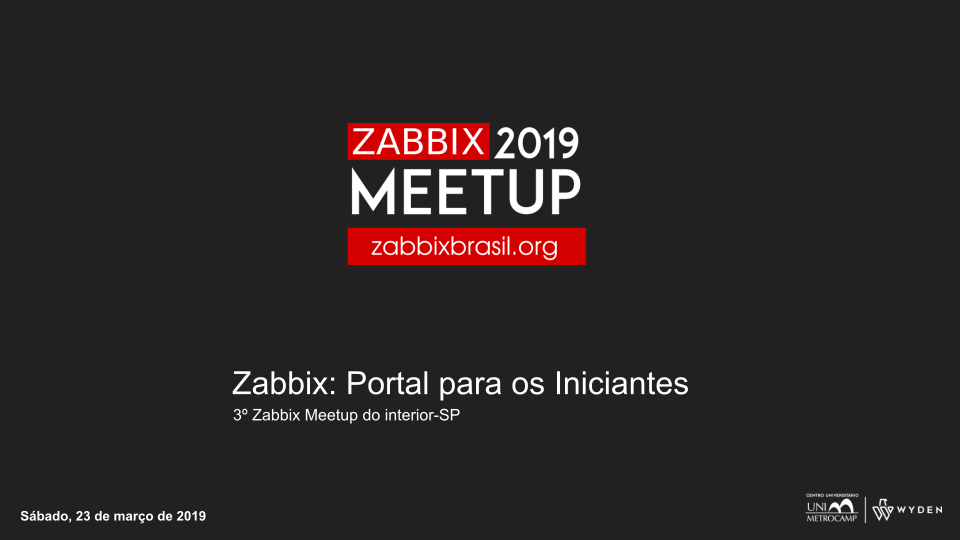 ZABBIX 2019
MEETUP
zabbixbrasil.org
Zabbix: Portal para os Iniciantes
3º Zabbix Meetup do interior-SP
Sábado, 23 de março de 2019
CENTRO UNIVERSITÁRIO
UNI
METROCAMP
WYDEN